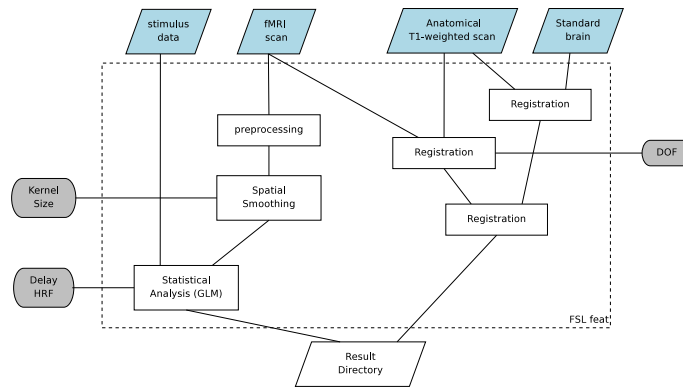 stimulus
data
fMRI
scan
Anatomical
T1-weighted scan
Standard
brain
Registration
preprocessing
Registration
DOF
Kernel
Size
Spatial
Smoothing
Registration
Delay
HRF
Statistical
Analysis (GLM)
FSL feat
Result
Directory